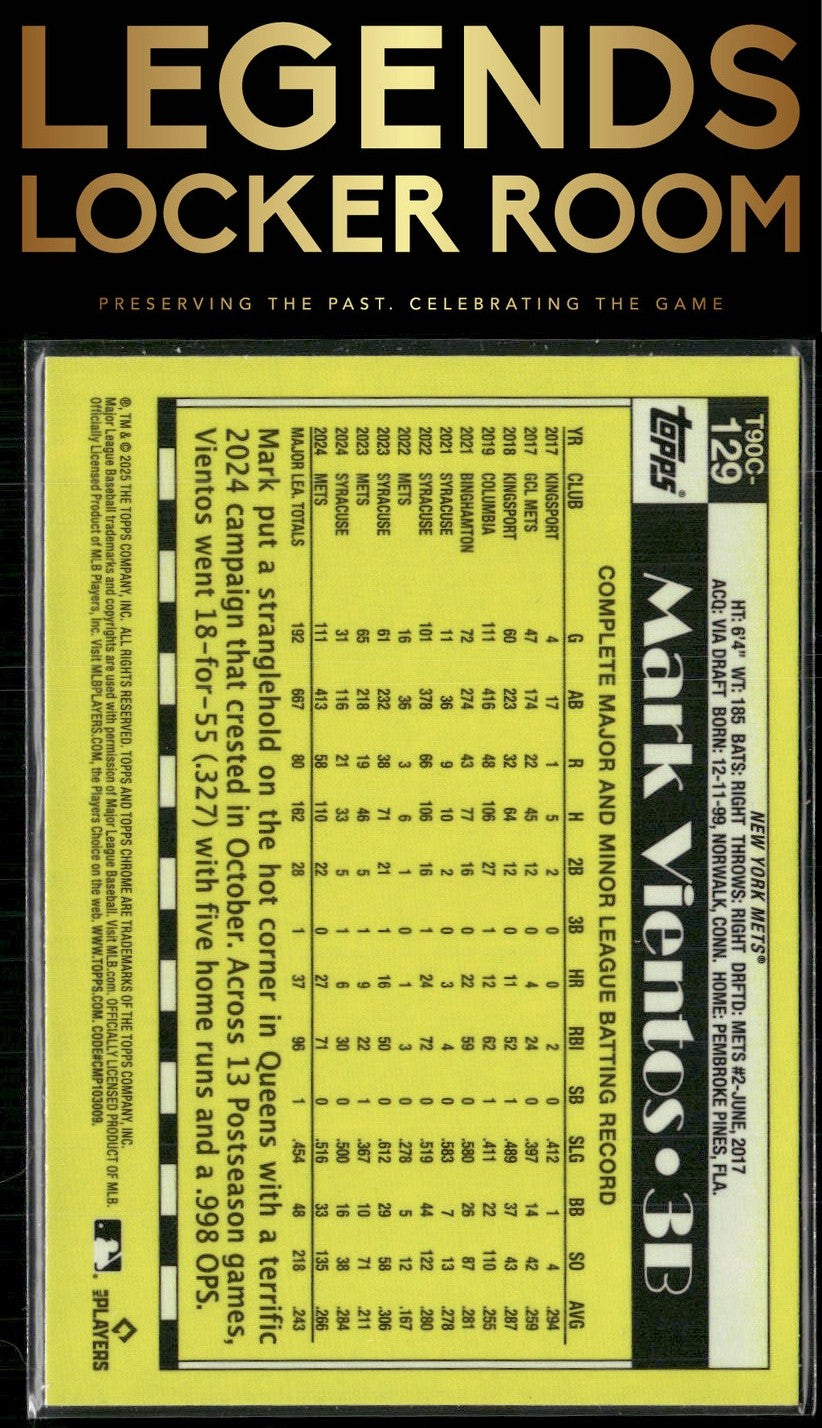 LEGENDS
LOCKER ROOM
PRESERVING THE PAST. CELEBRATING THE GAME
T90C-
129
topps®
NEW YORK METS®
HT: 6'4" WT: 185 BATS: RIGHT THROWS: RIGHT DRFTD: METS #2-JUNE, 2017
ACQ: VIA DRAFT BORN: 12-11-99, NORWALK, CONN. HOME: PEMBROKE PINES, FLA.
Mark Vientos • 3B
COMPLETE MAJOR AND MINOR LEAGUE BATTING RECORD
YR CLUB G AB R H 2B 3B HR RBI SB SLG BB SO AVG
2017 KINGSPORT 4 17 1 5 2 0 0 2 0 .412 1 4 .294
2017 GCL METS 47 174 22 45 12 0 4 24 0 .397 14 42 .259
2018 KINGSPORT 60 223 32 64 12 0 11 52 1 .489 37 43 .287
2019 COLUMBIA 111 416 48 106 27 1 12 62 1 .411 22 110 .255
2021 BINGHAMTON 72 274 43 77 16 0 22 59 0 .580 26 87 .281
2021 SYRACUSE 11 36 9 10 2 0 3 4 0 .583 7 13 .278
2022 SYRACUSE 101 378 66 106 16 1 24 72 0 .519 44 122 .280
2022 METS 16 36 3 6 1 0 1 3 0 .278 5 12 .167
2023 SYRACUSE 61 232 38 71 21 1 16 50 0 .612 29 58 .306
2023 METS 65 218 19 46 5 1 9 22 1 .367 10 71 .211
2024 SYRACUSE 31 116 21 33 5 1 6 30 0 .500 16 38 .284
2024 METS 111 413 58 110 22 0 27 71 0 .516 33 135 .266
MAJOR LEA. TOTALS 192 667 80 162 28 1 37 96 1 .454 48 218 .243
Mark put a stranglehold on the hot corner in Queens with a terrific
2024 campaign that crested in October. Across 13 Postseason games,
Vientos went 18-for-55 (.327) with five home runs and a .998 OPS.
®, TM & © 2025 THE TOPPS COMPANY, INC. ALL RIGHTS RESERVED. TOPPS AND TOPPS CHROME ARE TRADEMARKS OF THE TOPPS COMPANY, INC.
Major League Baseball trademarks and copyrights are used with permission of Major League Baseball. Visit MLB.com. OFFICIALLY LICENSED PRODUCT OF MLB
Officially Licensed Product of MLB Players, Inc. Visit MLBPLAYERS.COM, the Players Choice on the web. WWW.TOPPS.COM. CODE#CMP103009.
MLBPLAYERS